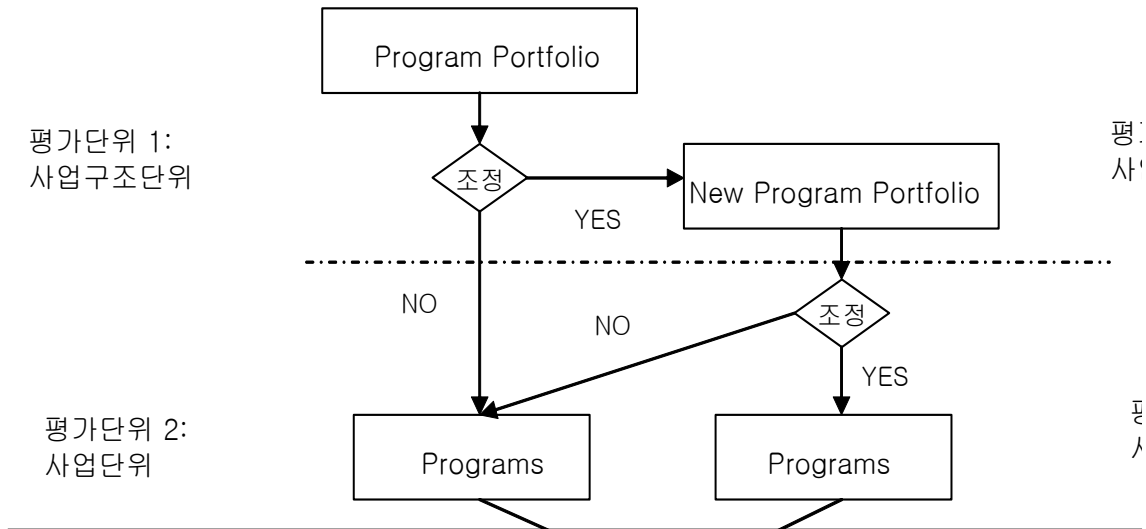 Program Portfolio
평가단위 1:
사업구조단위
조정
YES
New Program Portfolio
NO
NO
조정
YES
평가단위 2:
사업단위
Programs
Programs